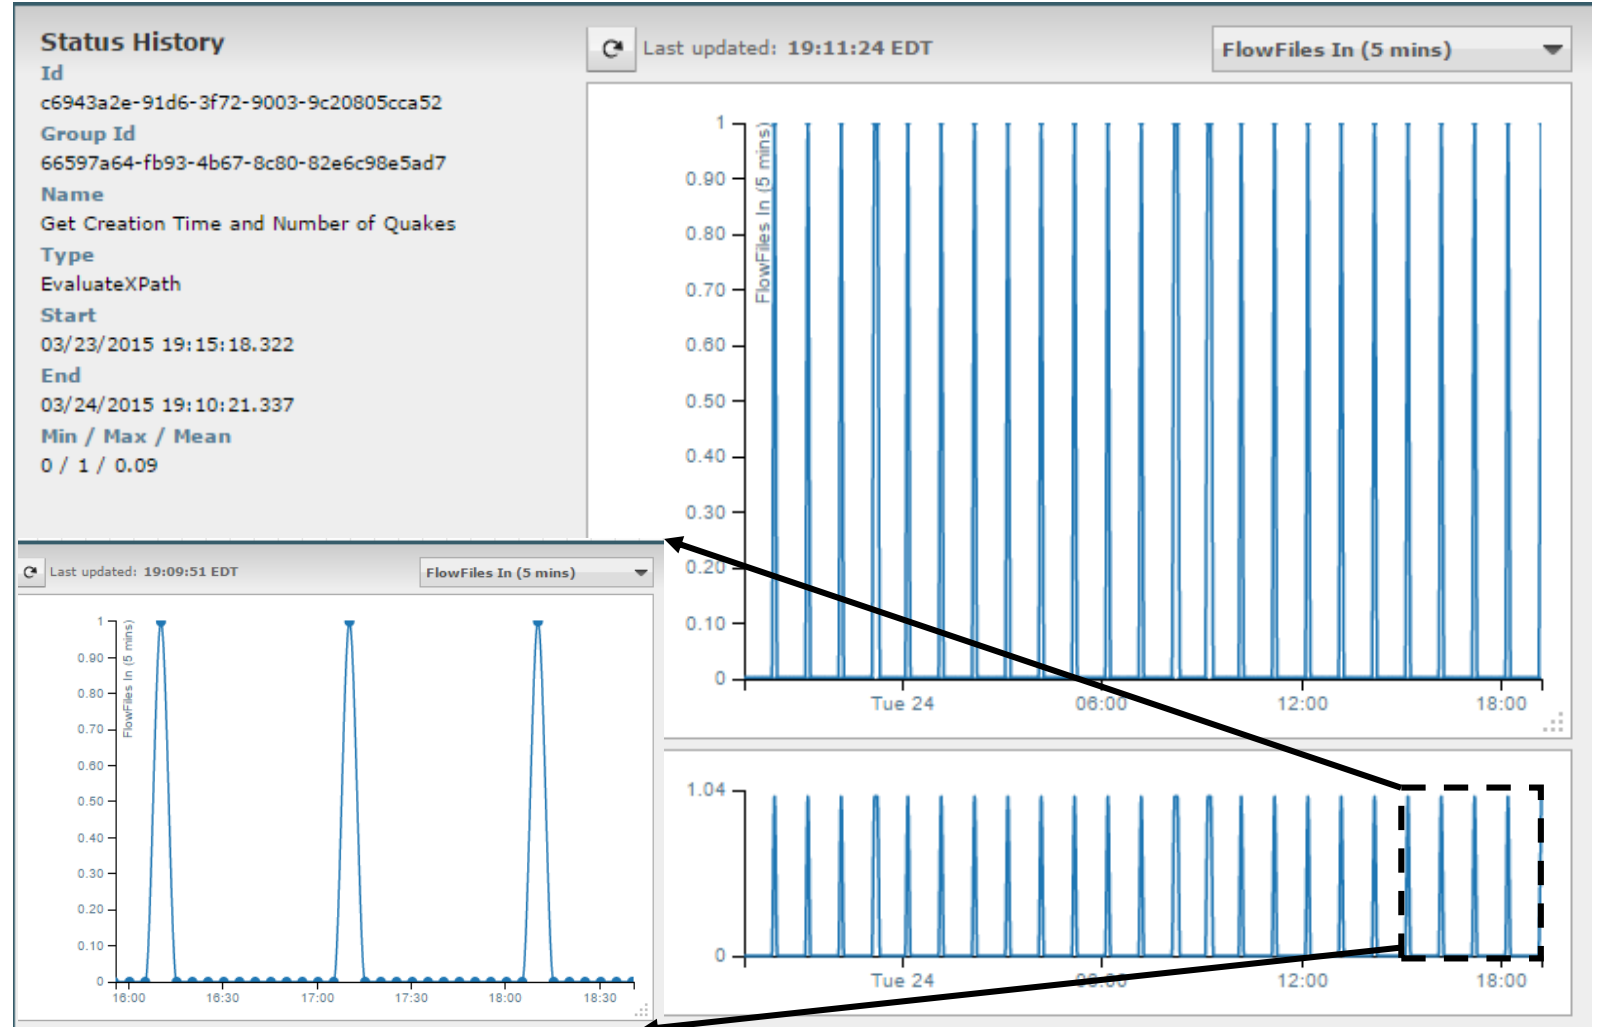 Status History
Id
c6943a2e-91d6-3f72-9003-9c20805cca52
Group Id
66597a64-fb93-4b67-8c80-82e6c98e5ad7
Name
Get Creation Time and Number of Quakes
Type
EvaluateXPath
Start
03/23/2015 19:15:18.322
End
03/24/2015 19:10:21.337
Min / Max / Mean
0 / 1 / 0.09
Last updated: 19:11:24 EDT
FlowFiles In (5 mins)
FlowFiles In (5 mins)
1
0.90
0.80
0.70
0.60
0.50
0.40
0.30
0.20
0.10
0
Tue 24 06:00 12:00 18:00
1.04
0
Tue 24 06:00 12:00 18:00
Last updated: 19:09:51 EDT
FlowFiles In (5 mins)
FlowFiles In (5 mins)
1
0.90
0.80
0.70
0.60
0.50
0.40
0.30
0.20
0.10
0
16:00 16:30 17:00 17:30 18:00 18:30